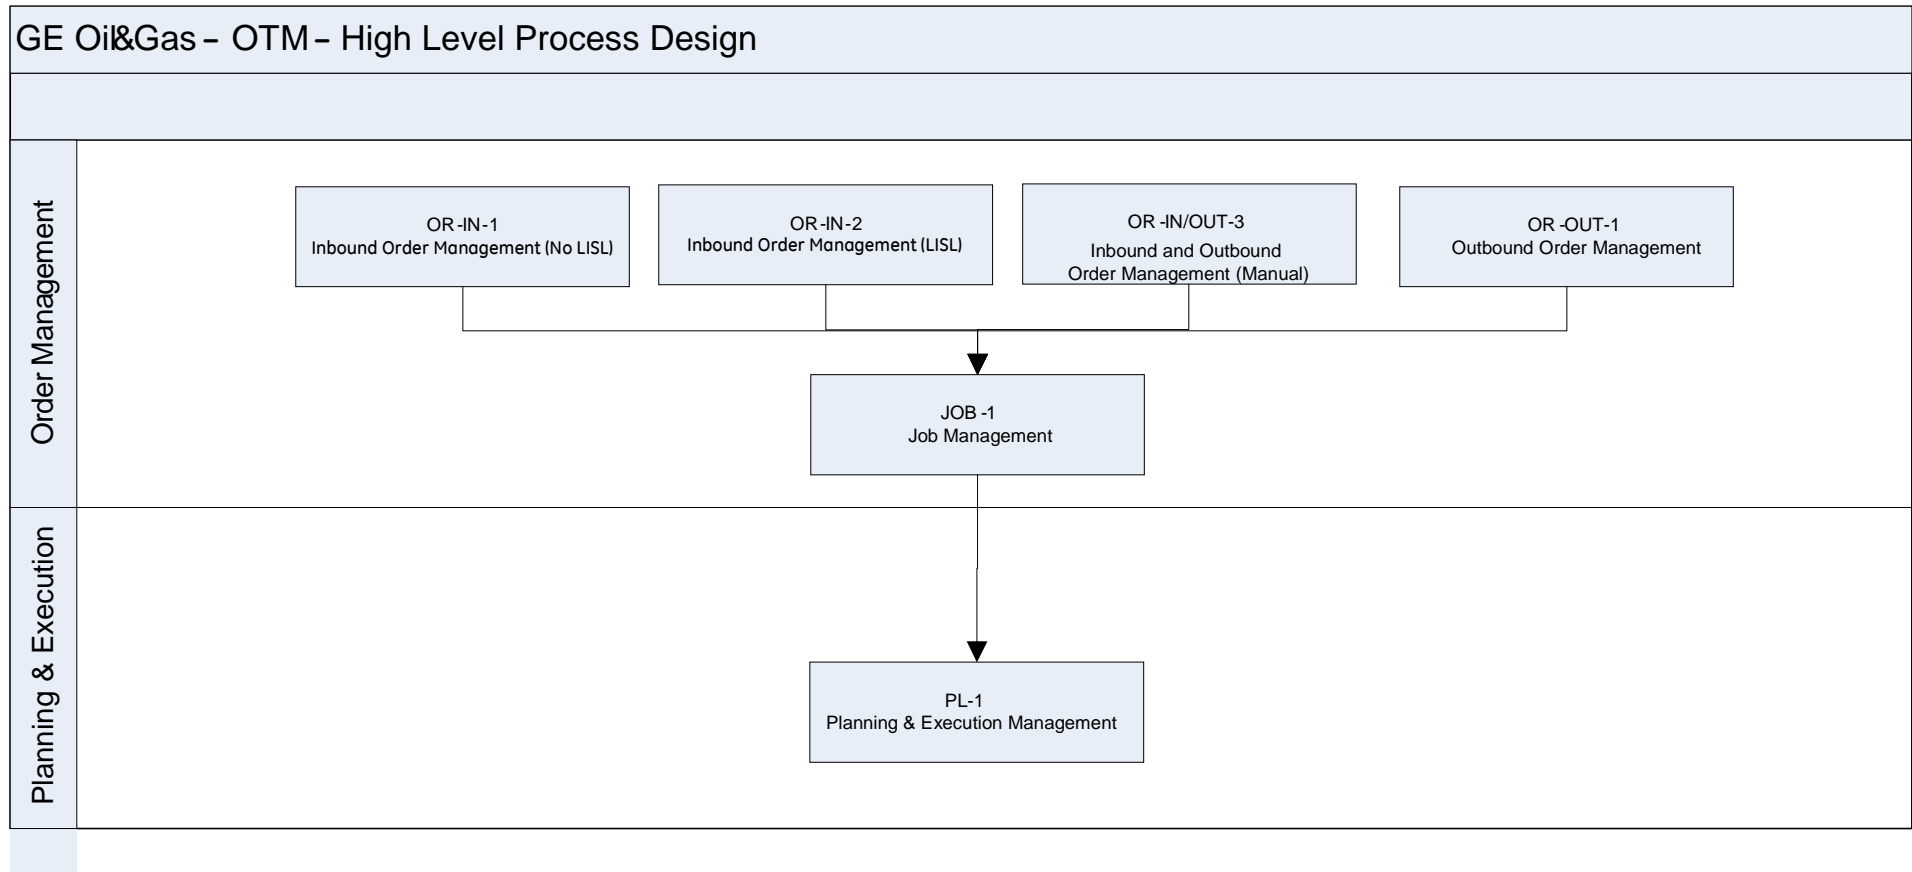 GE Oil&Gas – OTM – High Level Process Design
Order Management
OR-IN-1
Inbound Order Management (No LISL)
OR-IN-2
Inbound Order Management (LISL)
OR-IN/OUT-3
Inbound and Outbound
Order Management (Manual)
OR-OUT-1
Outbound Order Management
JOB-1
Job Management
Planning & Execution
PL-1
Planning & Execution Management